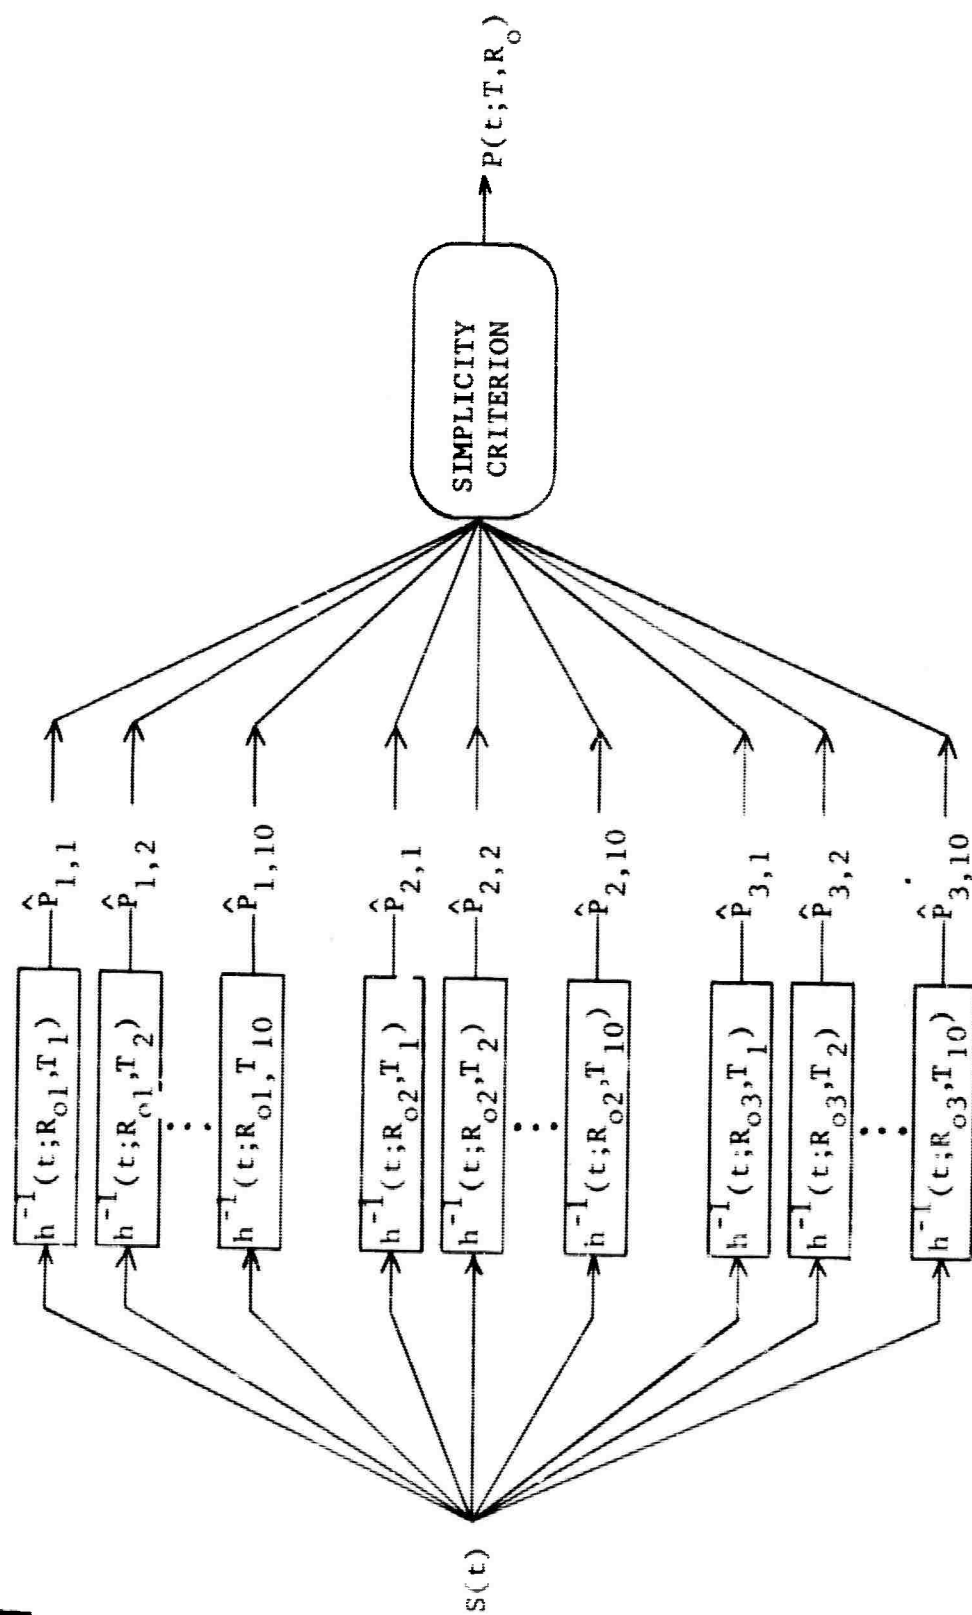 S(t)
h⁻¹(t;R_o1,T_1)
h⁻¹(t;R_o1,T_2)
...
h⁻¹(t;R_o1,T_10)
h⁻¹(t;R_o2,T_1)
h⁻¹(t;R_o2,T_2)
...
h⁻¹(t;R_o2,T_10)
h⁻¹(t;R_o3,T_1)
h⁻¹(t;R_o3,T_2)
...
h⁻¹(t;R_o3,T_10)
P̂_1,1
P̂_1,2
P̂_1,10
P̂_2,1
P̂_2,2
P̂_2,10
P̂_3,1
P̂_3,2
P̂_3,10
SIMPLICITY
CRITERION
P(t;T,R_o)